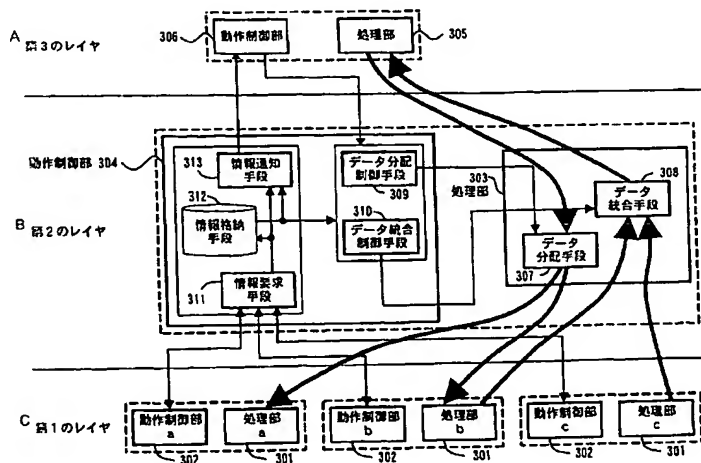 A 第3のレイヤ
306
動作制御部
処理部
305
動作制御部 304
313
情報通知
手段
312
情報格納
手段
311
情報要求
手段
データ分配
制御手段
309
310
データ統合
制御手段
303
処理部
308
データ
統合手段
データ
分配手段
307
B 第2のレイヤ
C 第1のレイヤ
動作制御部
a
302
処理部
a
301
動作制御部
b
302
処理部
b
301
動作制御部
c
302
処理部
c
301